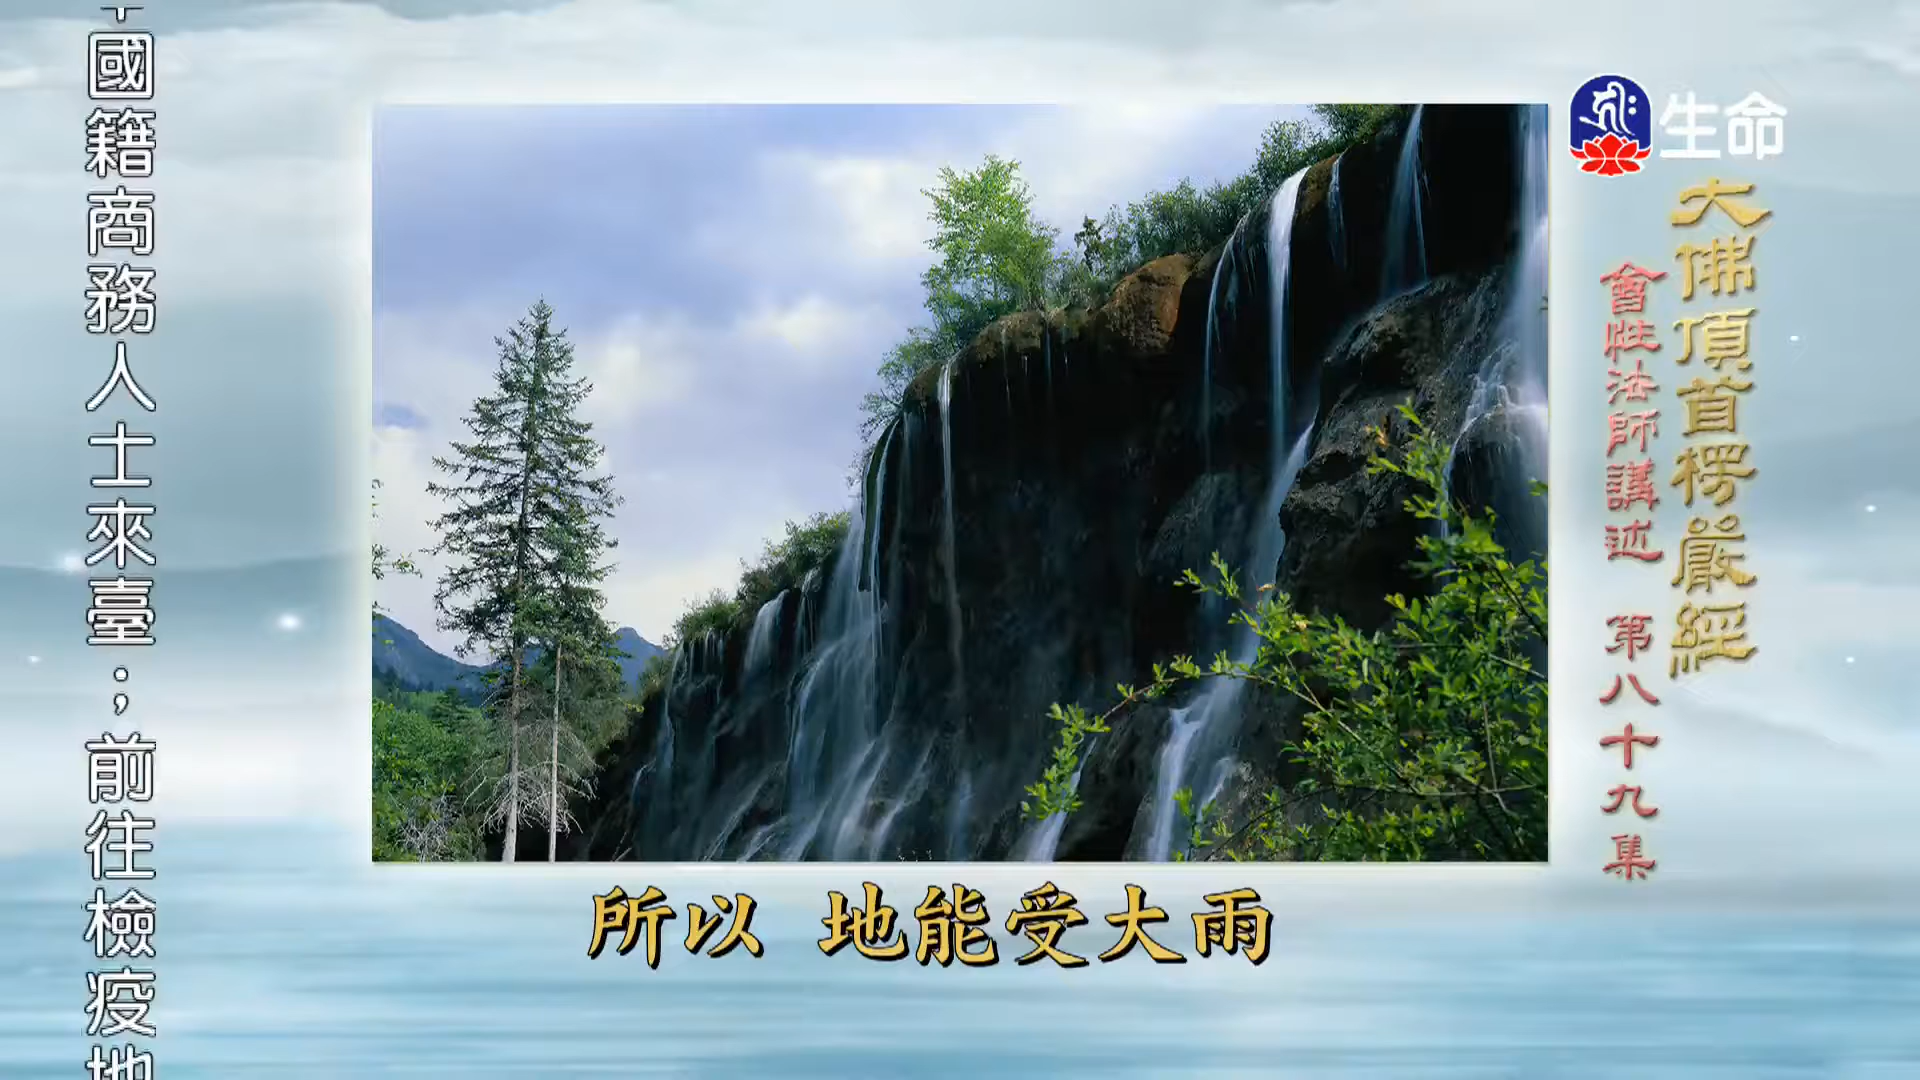 生命
大佛頂首楞嚴經
會性法師講述 第八十九集
國籍商務人士來臺；前往檢疫地
所以 地能受大雨